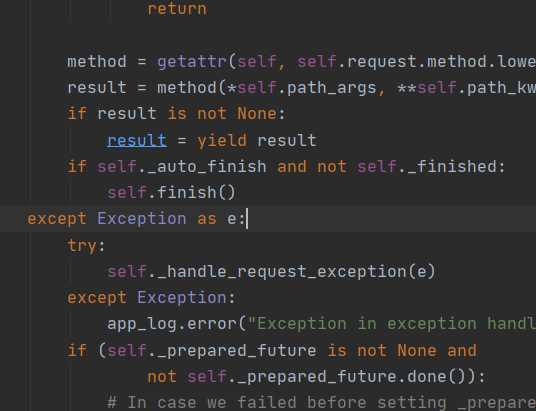 return
method = getattr(self, self.request.method.lowe
result = method(*self.path_args, **self.path_kw
if result is not None:
result = yield result
if self._auto_finish and not self._finished:
self.finish()
except Exception as e:
try:
self._handle_request_exception(e)
except Exception:
app_log.error("Exception in exception handl
if (self._prepared_future is not None and
not self._prepared_future.done()):
# In case we failed before setting _prepare